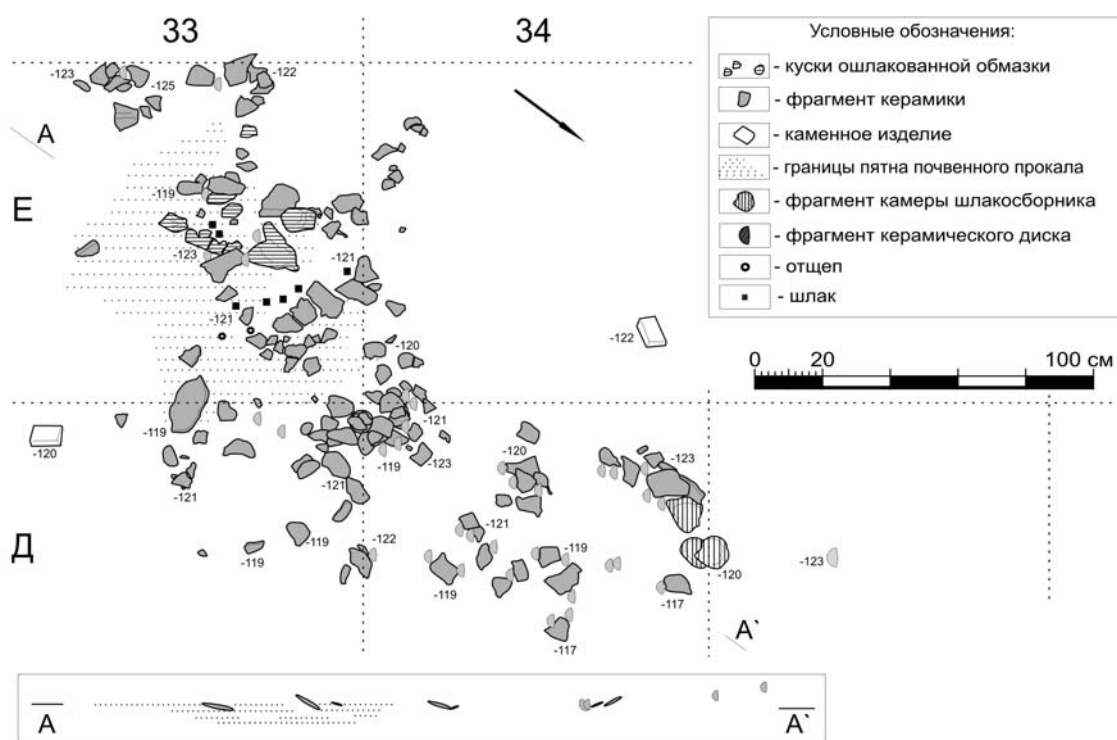 33 34
Условные обозначения:
- куски ошлакованной обмазки
- фрагмент керамики
- каменное изделие
- границы пятна почвенного прокала
- фрагмент камеры шлакосборника
- фрагмент керамического диска
- отщеп
- шлак
-123
-125
-122
А
-119
Е
-123
-121
-121
-122
-120
0 20 100 см
-119
-121
-120
-119
-123
-120
-123
-121
-121
-121
Д
-119
-122
-119
-119
-119
-120
-123
-117
-117
А`
А А`